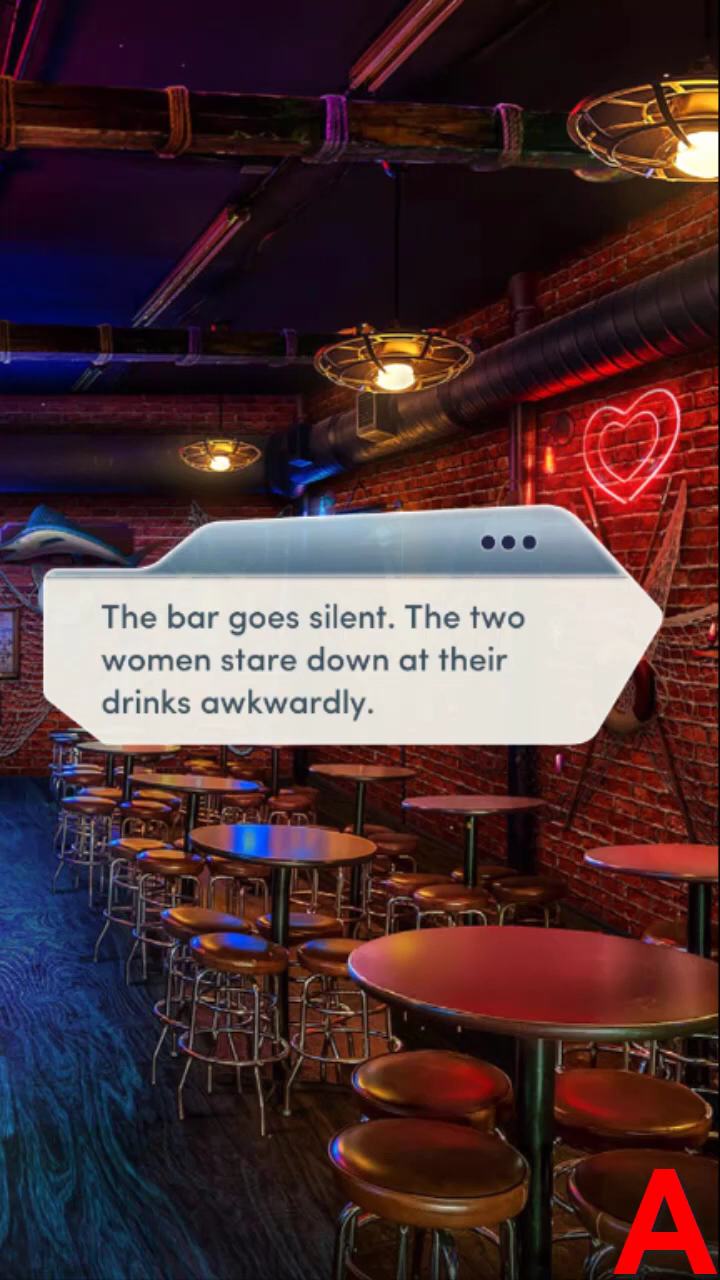 The bar goes silent. The two
women stare down at their
drinks awkwardly.
A